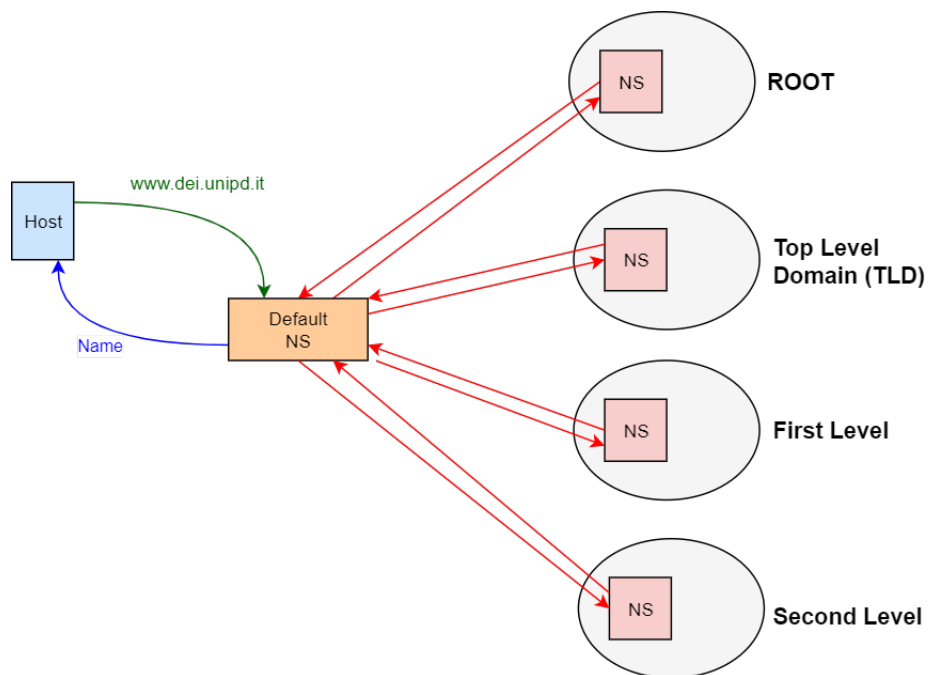 NS
ROOT
www.dei.unipd.it
Host
NS
Top Level
Domain (TLD)
Default
NS
Name
NS
First Level
NS
Second Level